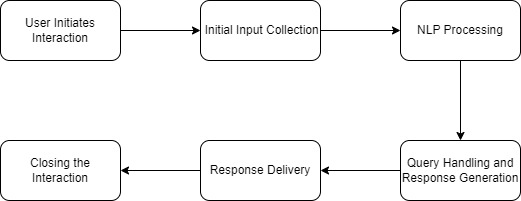 User Initiates
Interaction
Initial Input Collection
NLP Processing
Query Handling and
Response Generation
Response Delivery
Closing the
Interaction